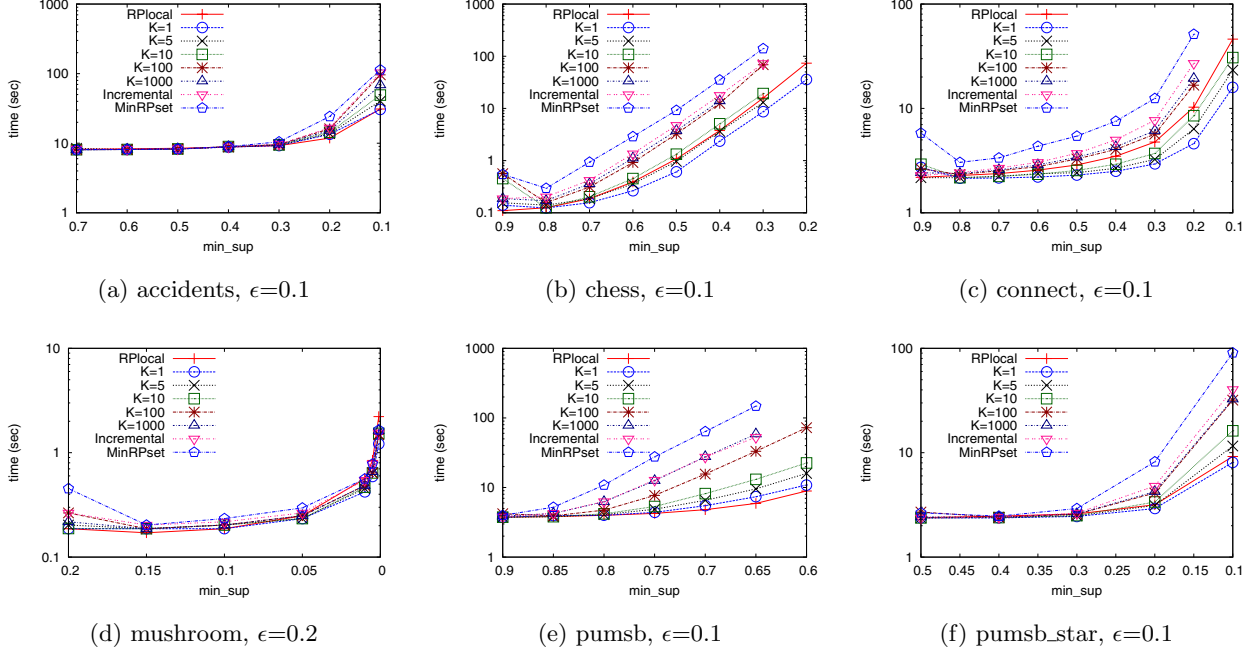 RPlocal
K=1
K=5
K=10
K=100
K=1000
Incremental
MinRPset
1000
100
10
1
time (sec)
0.7 0.6 0.5 0.4 0.3 0.2 0.1
min_sup
(a) accidents, ϵ=0.1
RPlocal
K=1
K=5
K=10
K=100
K=1000
Incremental
MinRPset
1000
100
10
1
0.1
time (sec)
0.9 0.8 0.7 0.6 0.5 0.4 0.3 0.2
min_sup
(b) chess, ϵ=0.1
RPlocal
K=1
K=5
K=10
K=100
K=1000
Incremental
MinRPset
100
10
1
time (sec)
0.9 0.8 0.7 0.6 0.5 0.4 0.3 0.2 0.1
min_sup
(c) connect, ϵ=0.1
RPlocal
K=1
K=5
K=10
K=100
K=1000
Incremental
MinRPset
10
1
0.1
time (sec)
0.2 0.15 0.1 0.05 0
min_sup
(d) mushroom, ϵ=0.2
RPlocal
K=1
K=5
K=10
K=100
K=1000
Incremental
MinRPset
1000
100
10
1
time (sec)
0.9 0.85 0.8 0.75 0.7 0.65 0.6
min_sup
(e) pumsb, ϵ=0.1
RPlocal
K=1
K=5
K=10
K=100
K=1000
Incremental
MinRPset
100
10
1
time (sec)
0.5 0.45 0.4 0.35 0.3 0.25 0.2 0.15 0.1
min_sup
(f) pumsb_star, ϵ=0.1